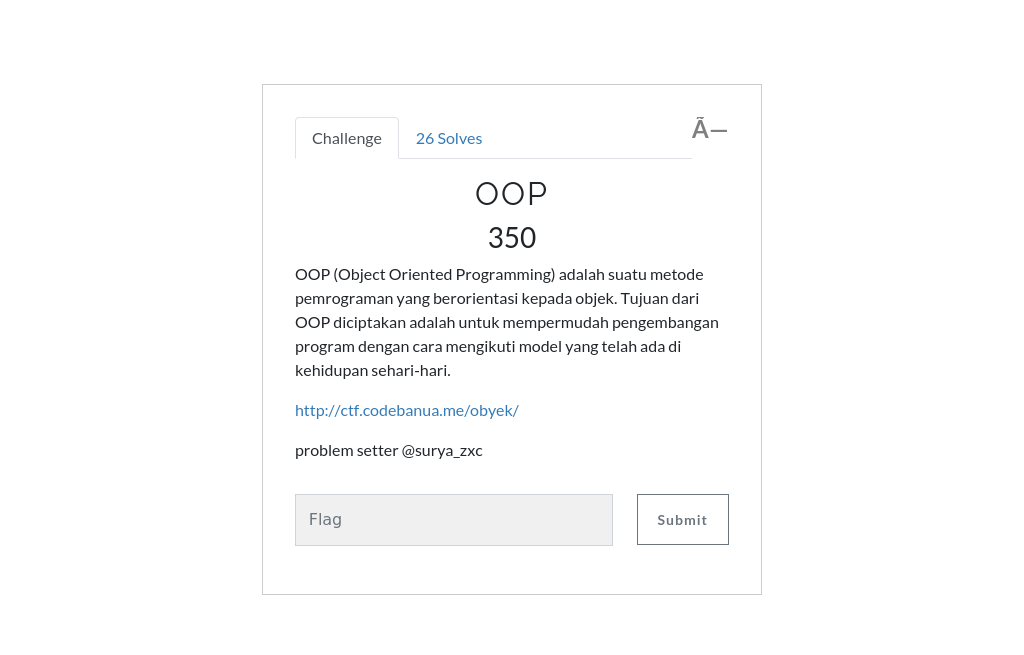 Challenge
26 Solves
Ã—
OOP
350
OOP (Object Oriented Programming) adalah suatu metode
pemrograman yang berorientasi kepada objek. Tujuan dari
OOP diciptakan adalah untuk mempermudah pengembangan
program dengan cara mengikuti model yang telah ada di
kehidupan sehari-hari.
http://ctf.codebanua.me/obyek/
problem setter @surya_zxc
Flag
Submit